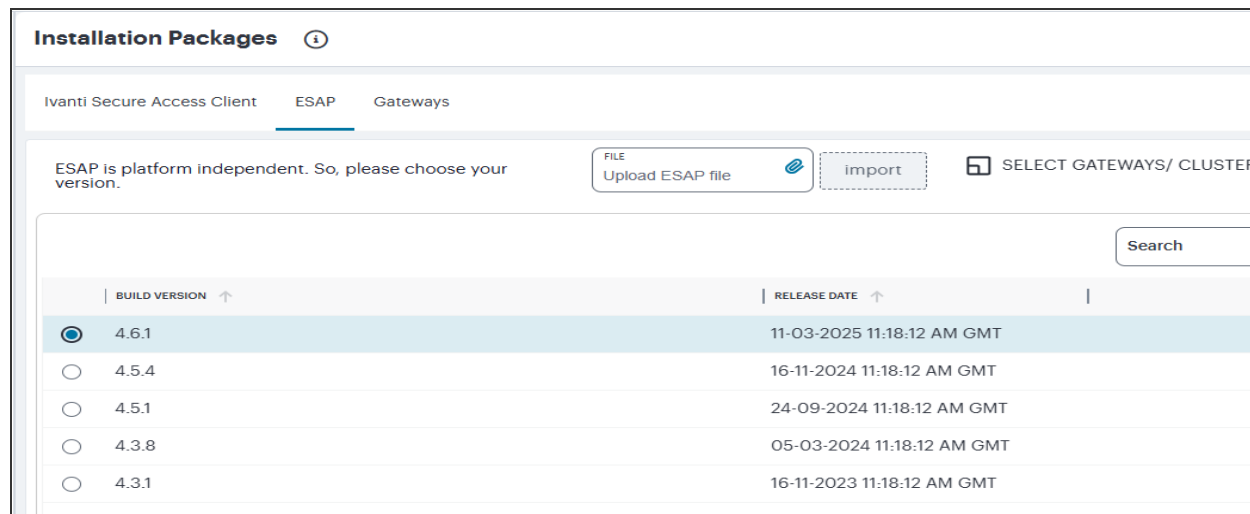 Installation Packages
Ivanti Secure Access Client ESAP Gateways
ESAP is platform independent. So, please choose your version.
FILE
Upload ESAP file
import
SELECT GATEWAYS/ CLUSTER
Search
BUILD VERSION RELEASE DATE
4.6.1 11-03-2025 11:18:12 AM GMT
4.5.4 16-11-2024 11:18:12 AM GMT
4.5.1 24-09-2024 11:18:12 AM GMT
4.3.8 05-03-2024 11:18:12 AM GMT
4.3.1 16-11-2023 11:18:12 AM GMT